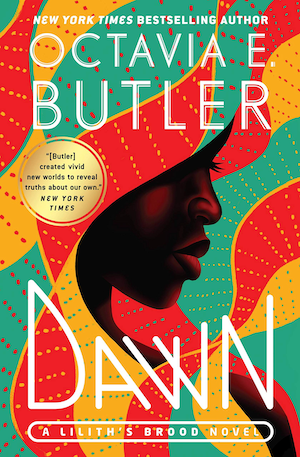 NEW YORK TIMES BESTSELLING AUTHOR
OCTAVIA E.
BUTLER
"[Butler]
created vivid
new worlds to reveal
truths about our own."
NEW YORK
TIMES
DAWN
A LILITH'S BROOD NOVEL